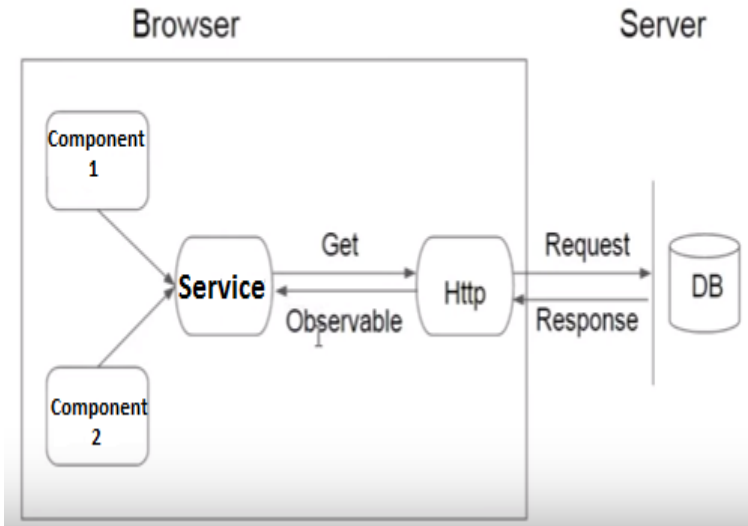 Browser
Server
Component
1
Service
Get
Observable
Http
Request
Response
DB
Component
2